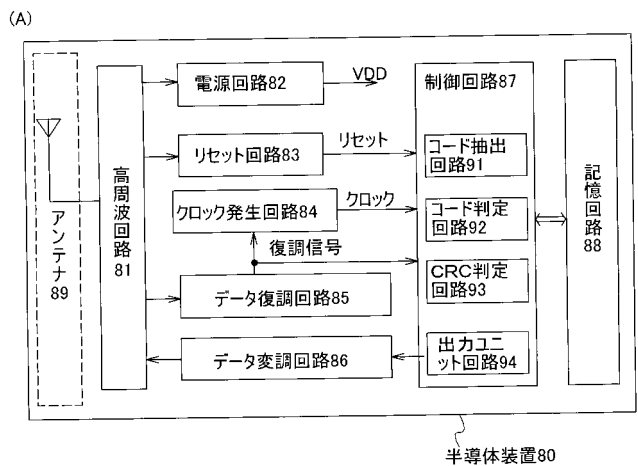 (A)
アンテナ89
高周波回路81
電源回路82
VDD
リセット回路83
リセット
クロック発生回路84
クロック
復調信号
データ復調回路85
データ変調回路86
制御回路87
コード抽出
回路91
コード判定
回路92
CRC判定
回路93
出力ユニ
ット回路94
記憶回路88
半導体装置80